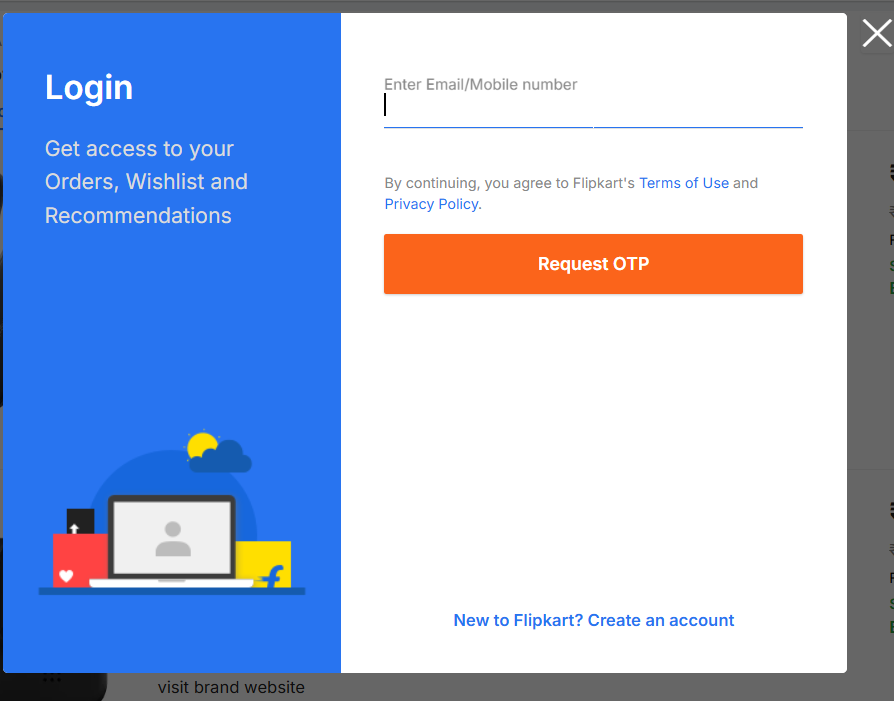 Login
Get access to your
Orders, Wishlist and
Recommendations
Enter Email/Mobile number
By continuing, you agree to Flipkart's Terms of Use and
Privacy Policy.
Request OTP
New to Flipkart? Create an account
visit brand website